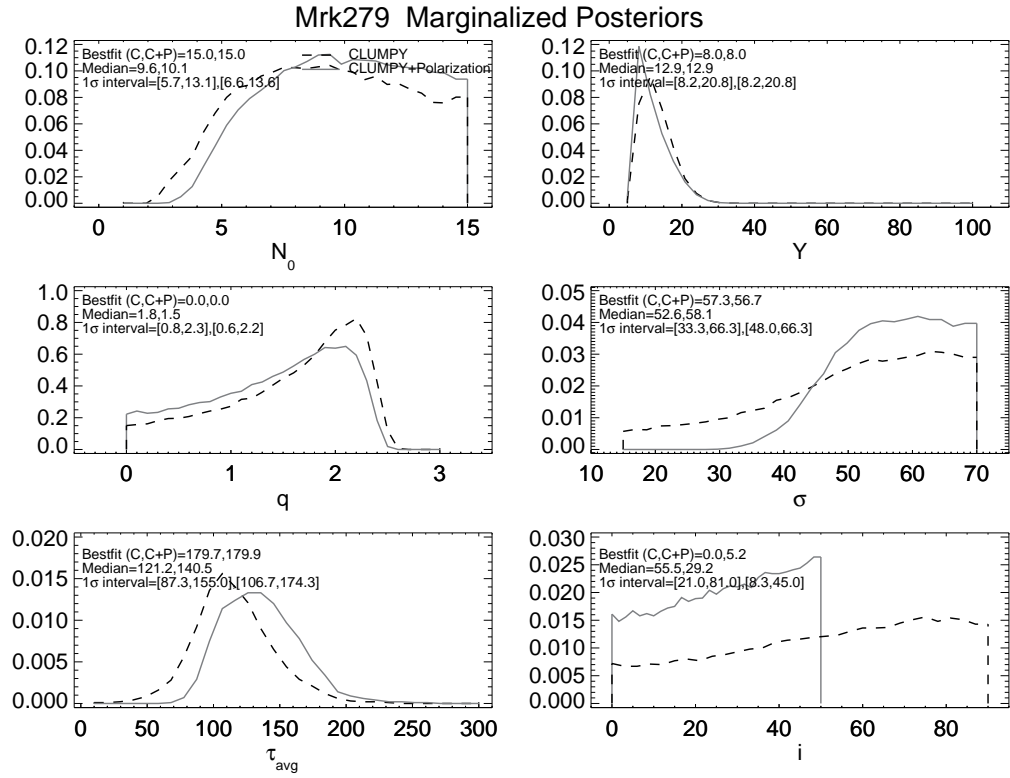 Mrk279 Marginalized Posteriors
Bestfit (C,C+P)=15.0,15.0
Median=9.6,10.1
1σ interval=[5.7,13.1],[6.6,13.6]
CLUMPY
CLUMPY+Polarization
0.12
0.10
0.08
0.06
0.04
0.02
0.00
0 5 10 15
N0
Bestfit (C,C+P)=8.0,8.0
Median=12.9,12.9
1σ interval=[8.2,20.8],[8.2,20.8]
0.12
0.10
0.08
0.06
0.04
0.02
0.00
0 20 40 60 80 100
Y
Bestfit (C,C+P)=0.0,0.0
Median=1.8,1.5
1σ interval=[0.8,2.3],[0.6,2.2]
1.0
0.8
0.6
0.4
0.2
0.0
0 1 2 3
q
Bestfit (C,C+P)=57.3,56.7
Median=52.6,58.1
1σ interval=[33.3,66.3],[48.0,66.3]
0.05
0.04
0.03
0.02
0.01
0.00
10 20 30 40 50 60 70
σ
Bestfit (C,C+P)=179.7,179.9
Median=121.2,140.5
1σ interval=[87.3,155.0],[106.7,174.3]
0.020
0.015
0.010
0.005
0.000
0 50 100 150 200 250 300
τavg
Bestfit (C,C+P)=0.0,5.2
Median=55.5,29.2
1σ interval=[21.0,81.0],[8.3,45.0]
0.030
0.025
0.020
0.015
0.010
0.005
0.000
0 20 40 60 80
i